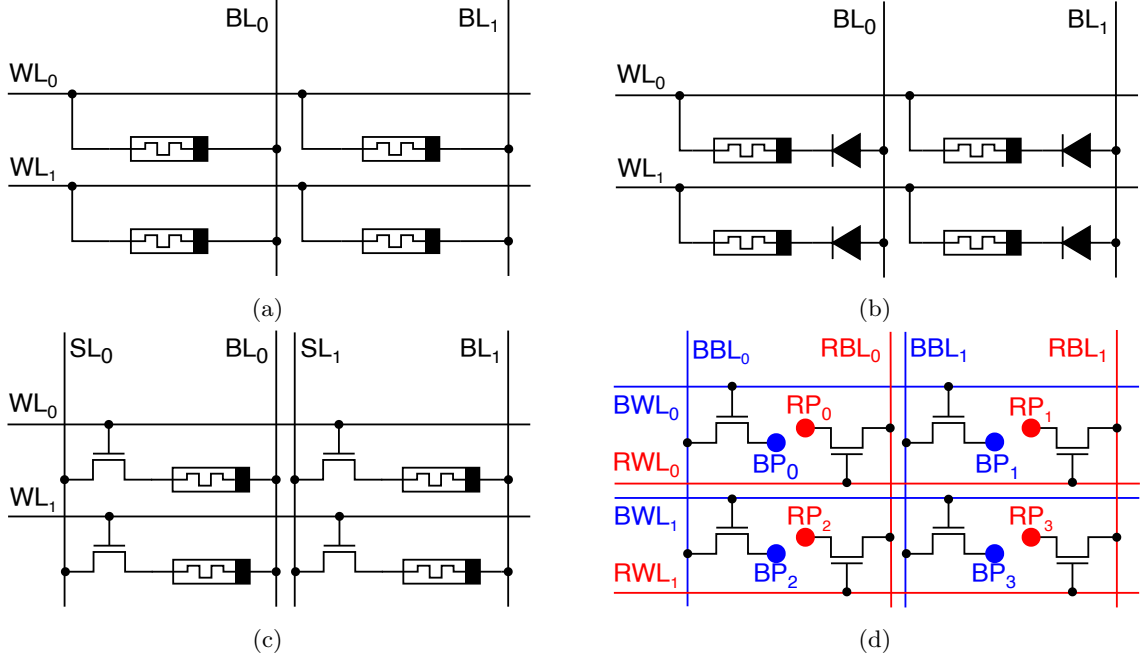 BL₀ BL₁
WL₀
WL₁
(a)
BL₀ BL₁
WL₀
WL₁
(b)
SL₀ BL₀ SL₁ BL₁
WL₀
WL₁
(c)
BBL₀ RBL₀ BBL₁ RBL₁
BWL₀ RP₀ RP₁
BP₀ BP₁
RWL₀
BWL₁ RP₂ RP₃
BP₂ BP₃
RWL₁
(d)